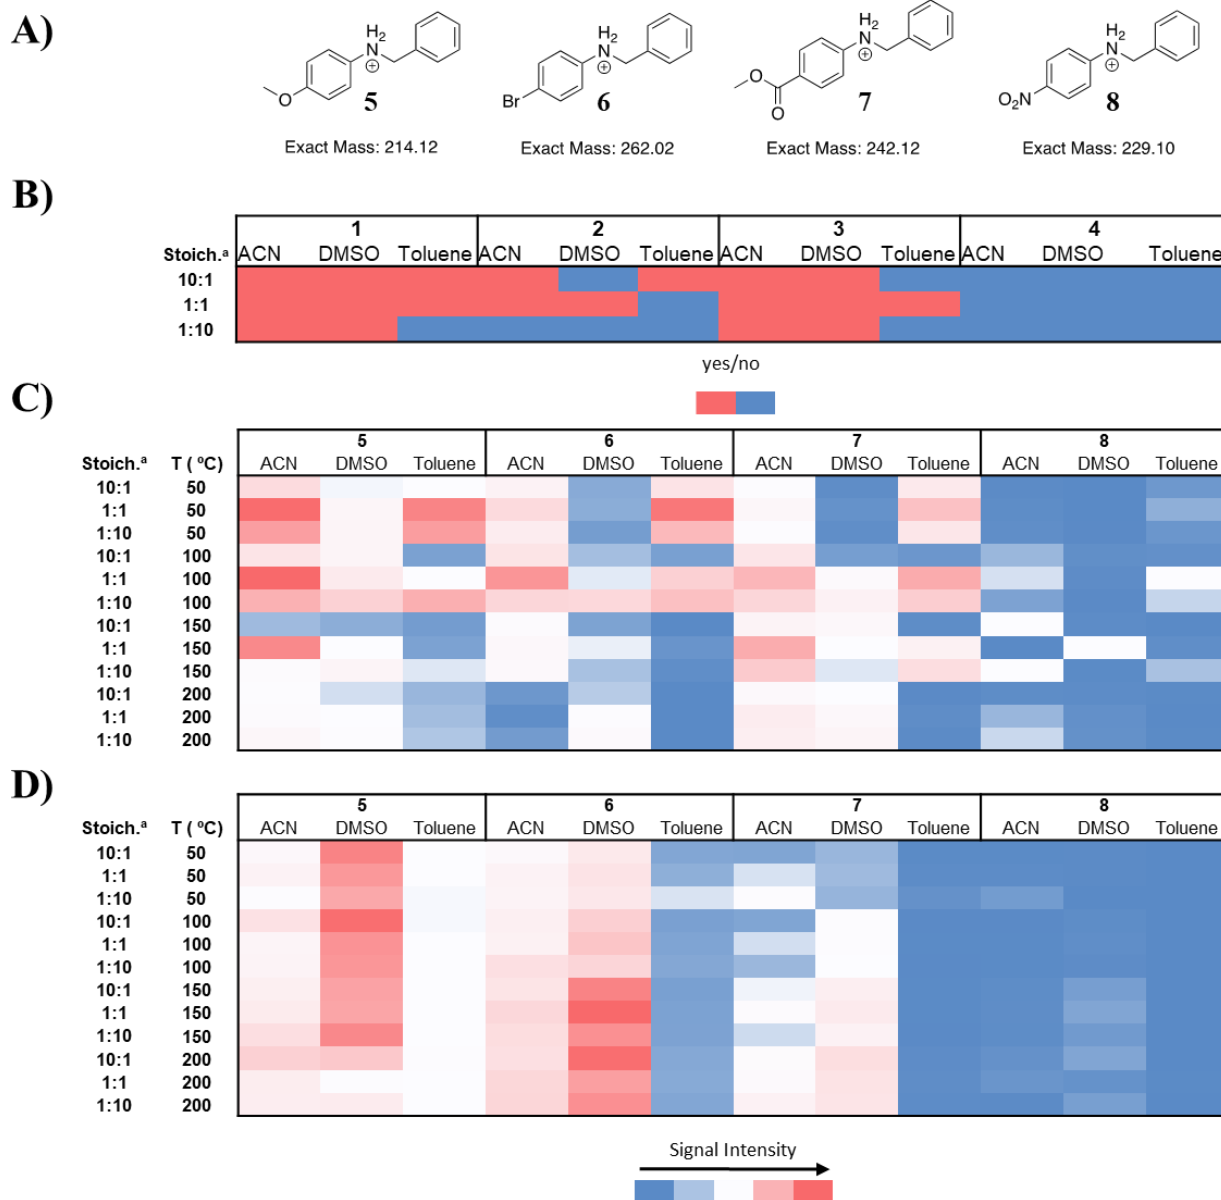 A)
H2 H2 H2 H2
N N N N
⊕ ⊕ ⊕ ⊕
O 5 Br 6 O O 7 O2N 8
Exact Mass: 214.12 Exact Mass: 262.02 Exact Mass: 242.12 Exact Mass: 229.10
B)
1 2 3 4
Stoich.a ACN DMSO Toluene ACN DMSO Toluene ACN DMSO Toluene ACN DMSO Toluene
10:1
1:1
1:10
yes/no
C)
5 6 7 8
Stoich.a T ( ºC) ACN DMSO Toluene ACN DMSO Toluene ACN DMSO Toluene ACN DMSO Toluene
10:1 50
1:1 50
1:10 50
10:1 100
1:1 100
1:10 100
10:1 150
1:1 150
1:10 150
10:1 200
1:1 200
1:10 200
D)
5 6 7 8
Stoich.a T ( ºC) ACN DMSO Toluene ACN DMSO Toluene ACN DMSO Toluene ACN DMSO Toluene
10:1 50
1:1 50
1:10 50
10:1 100
1:1 100
1:10 100
10:1 150
1:1 150
1:10 150
10:1 200
1:1 200
1:10 200
Signal Intensity